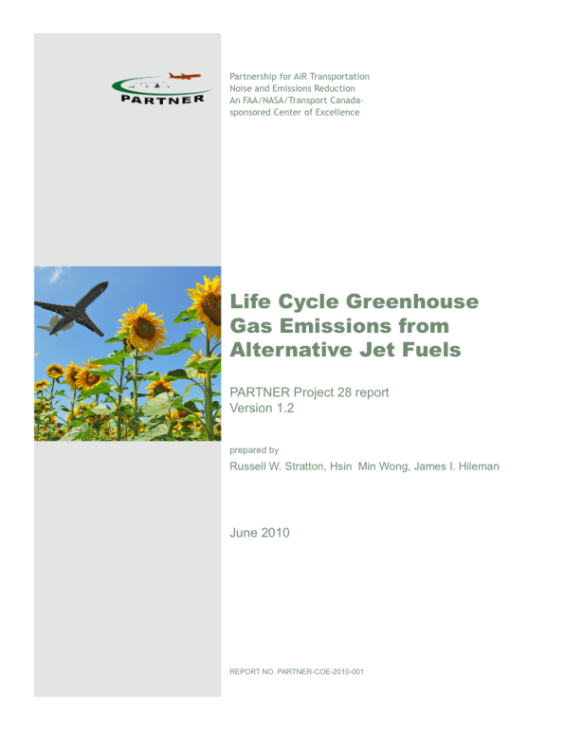 PARTNER
Partnership for AiR Transportation
Noise and Emissions Reduction
An FAA/NASA/Transport Canada-
sponsored Center of Excellence
Life Cycle Greenhouse
Gas Emissions from
Alternative Jet Fuels
PARTNER Project 28 report
Version 1.2
prepared by
Russell W. Stratton, Hsin Min Wong, James I. Hileman
June 2010
REPORT NO. PARTNER-COE-2010-001